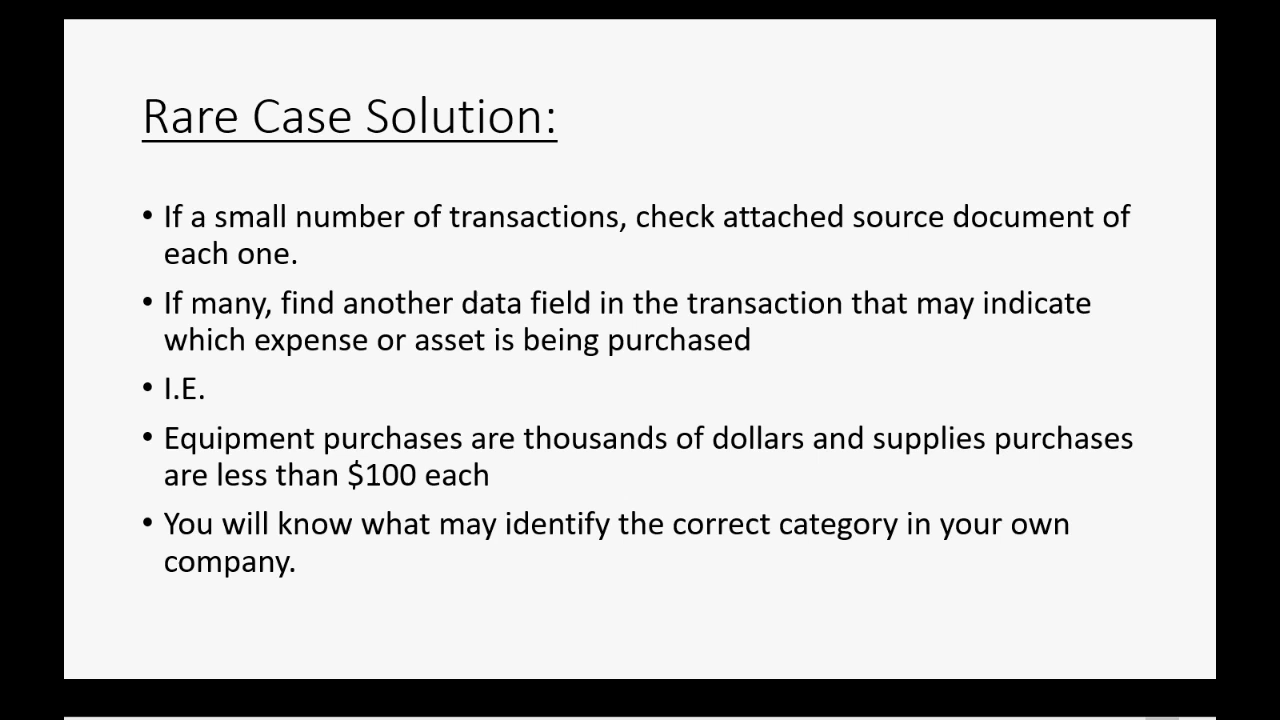 Rare Case Solution:
• If a small number of transactions, check attached source document of
each one.
• If many, find another data field in the transaction that may indicate
which expense or asset is being purchased
• I.E.
• Equipment purchases are thousands of dollars and supplies purchases
are less than $100 each
• You will know what may identify the correct category in your own
company.